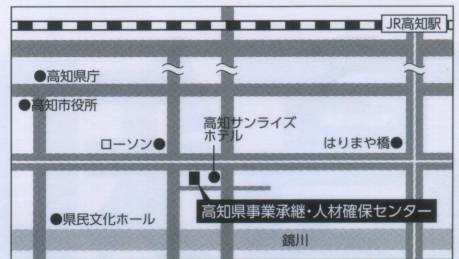 JR高知駅
●高知県庁
●高知市役所
高知サンライズ
ホテル
ローソン●
はりまや橋●
高知県事業承継・人材確保センター
●県民文化ホール
鏡川